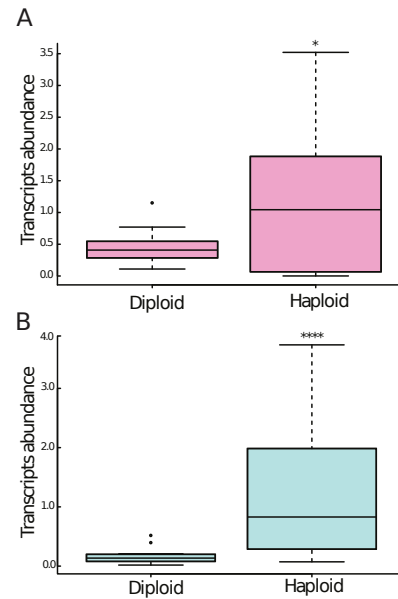 A
Transcripts abundance
3.5
3.0
2.5
2.0
1.5
1.0
0.5
0.0
*
Diploid
Haploid
B
Transcripts abundance
4.0
3.0
2.0
1.0
0.0
****
Diploid
Haploid